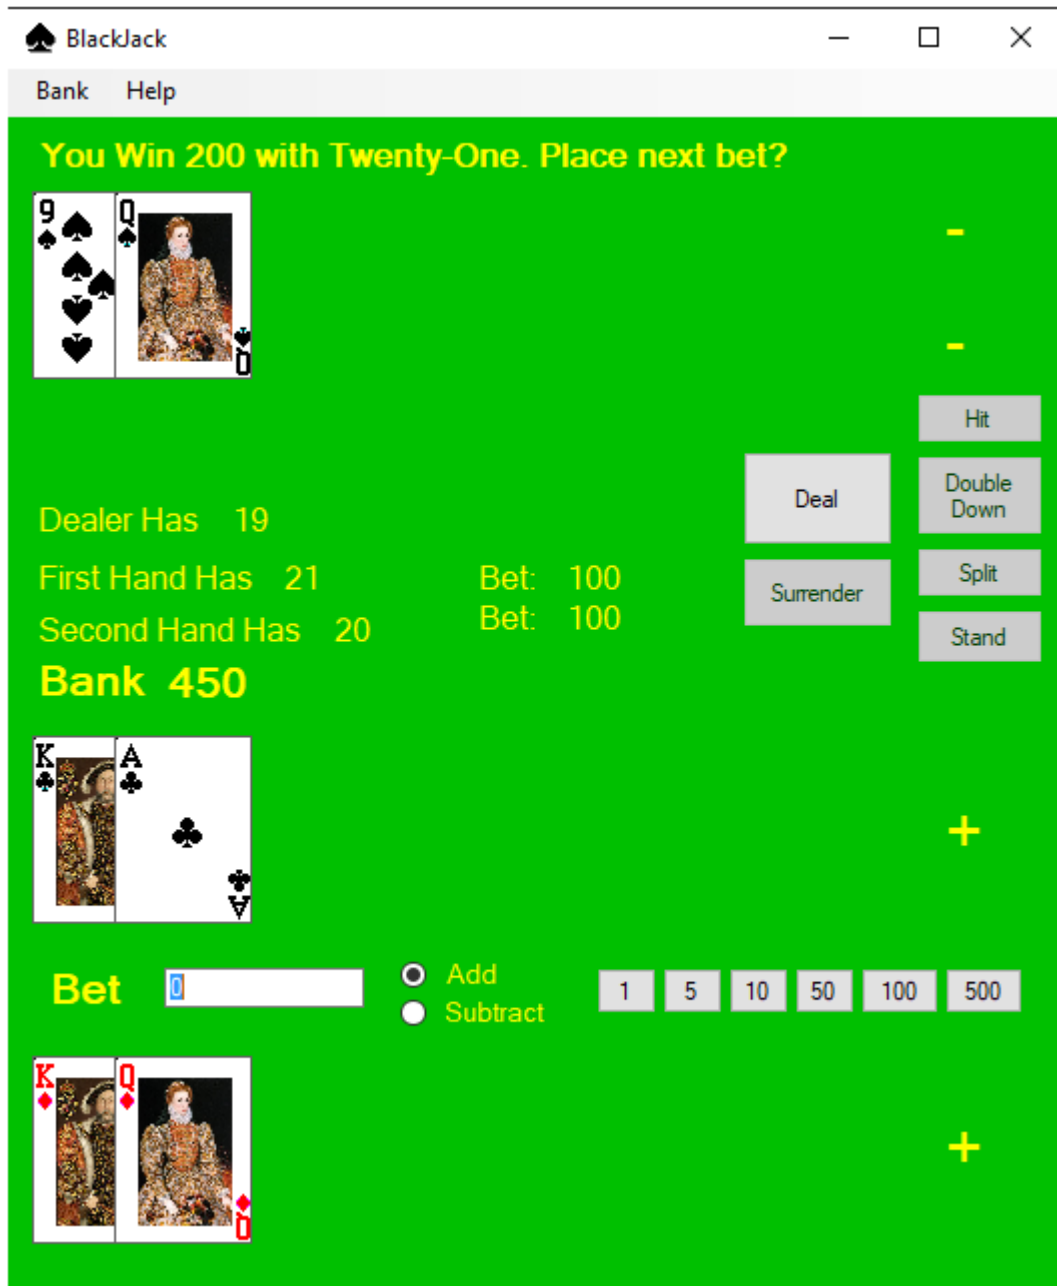 BlackJack
Bank Help
You Win 200 with Twenty-One. Place next bet?
9 Q
-
Q
-
Hit
Deal
Double
Down
Dealer Has 19
First Hand Has 21 Bet: 100
Split
Surrender
Second Hand Has 20 Bet: 100
Stand
Bank 450
K A
+
A
Bet 0
Add
Subtract
1 5 10 50 100 500
K Q
+
Q